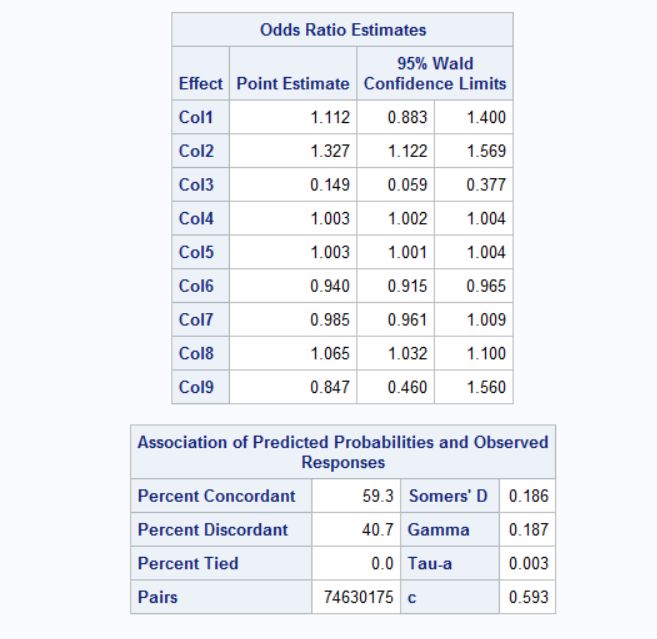 Odds Ratio Estimates
95% Wald
Effect Point Estimate Confidence Limits
Col1 1.112 0.883 1.400
Col2 1.327 1.122 1.569
Col3 0.149 0.059 0.377
Col4 1.003 1.002 1.004
Col5 1.003 1.001 1.004
Col6 0.940 0.915 0.965
Col7 0.985 0.961 1.009
Col8 1.065 1.032 1.100
Col9 0.847 0.460 1.560
Association of Predicted Probabilities and Observed
Responses
Percent Concordant 59.3 Somers' D 0.186
Percent Discordant 40.7 Gamma 0.187
Percent Tied 0.0 Tau-a 0.003
Pairs 74630175 c 0.593